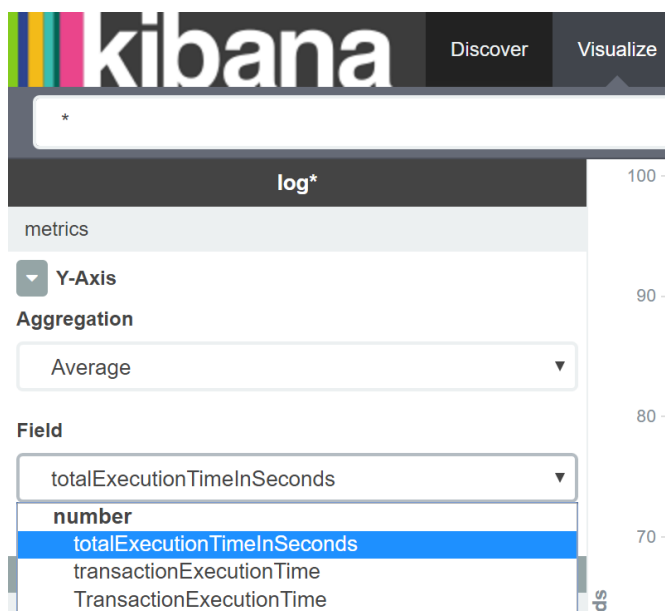 kibana
Discover
Visualize
*
log*
metrics
Y-Axis
Aggregation
Average
Field
totalExecutionTimeInSeconds
number
totalExecutionTimeInSeconds
transactionExecutionTime
TransactionExecutionTime
100
90
80
70